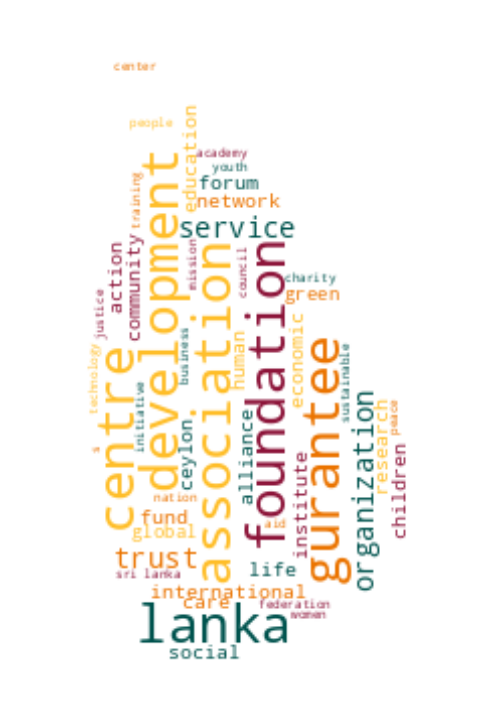 center
people
education
academy
youth
forum
training
network
service
development
association
foundation
mission
council
community
action
justice
charity
green
business
human
economic
gurantee
sustainable
centre
technology
initiative
s
ceylon
alliance
organization
research
peace
children
institute
nation
fund
aid
global
trust
life
sri lanka
international
care
federation
women
lanka
social